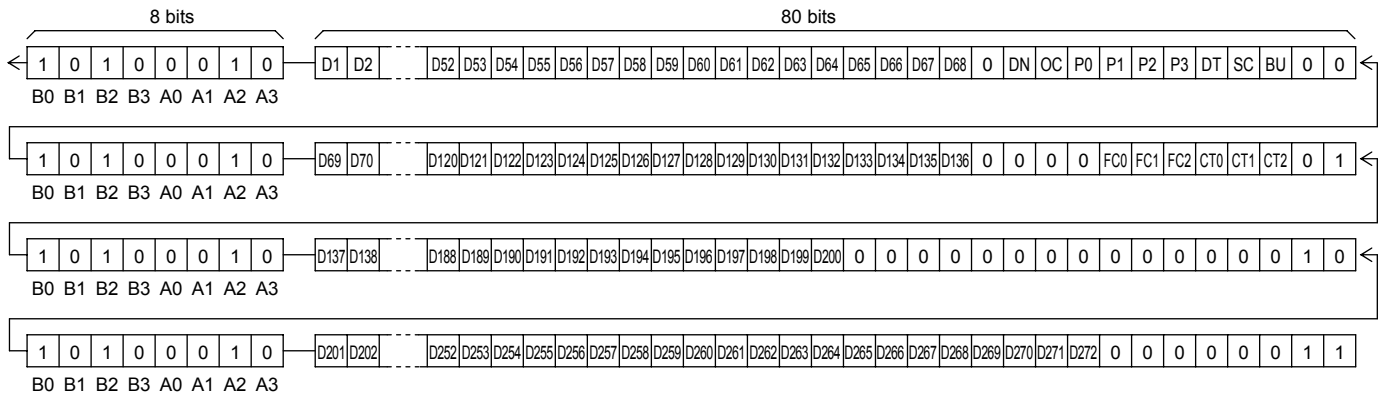 8 bits 80 bits
1 0 1 0 0 0 1 0 D1 D2 D52 D53 D54 D55 D56 D57 D58 D59 D60 D61 D62 D63 D64 D65 D66 D67 D68 0 DN OC P0 P1 P2 P3 DT SC BU 0 0
B0 B1 B2 B3 A0 A1 A2 A3
1 0 1 0 0 0 1 0 D69 D70 D120 D121 D122 D123 D124 D125 D126 D127 D128 D129 D130 D131 D132 D133 D134 D135 D136 0 0 0 0 FC0 FC1 FC2 CT0 CT1 CT2 0 1
B0 B1 B2 B3 A0 A1 A2 A3
1 0 1 0 0 0 1 0 D137 D138 D188 D189 D190 D191 D192 D193 D194 D195 D196 D197 D198 D199 D200 0 0 0 0 0 0 0 0 0 0 0 0 0 0 1 0
B0 B1 B2 B3 A0 A1 A2 A3
1 0 1 0 0 0 1 0 D201 D202 D252 D253 D254 D255 D256 D257 D258 D259 D260 D261 D262 D263 D264 D265 D266 D267 D268 D269 D270 D271 D272 0 0 0 0 0 0 1 1
B0 B1 B2 B3 A0 A1 A2 A3